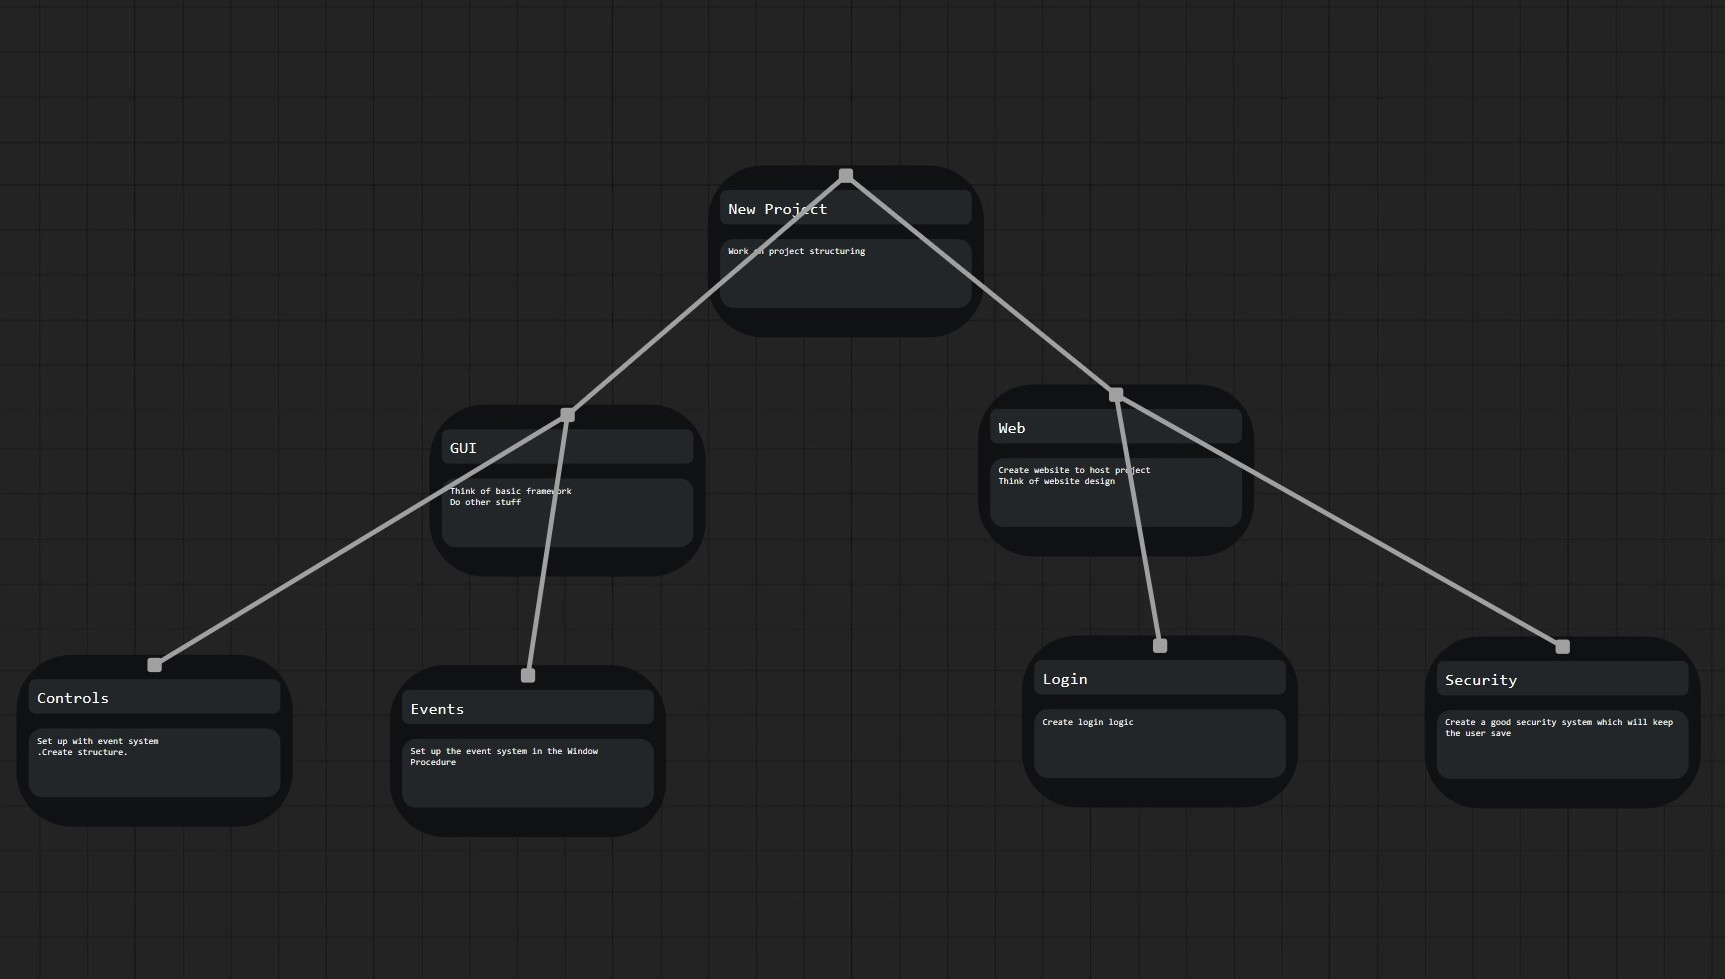 New Project
Work on project structuring
GUI
Think of basic framework
Do other stuff
Web
Create website to host project
Think of website design
Controls
Set up with event system
.Create structure.
Events
Set up the event system in the Window
Procedure
Login
Create login logic
Security
Create a good security system which will keep
the user save